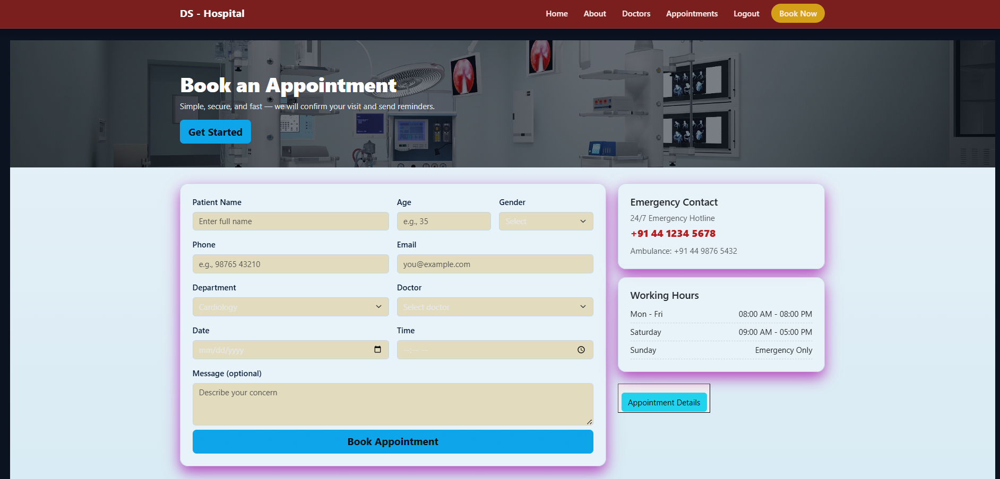 DS - Hospital
Home About Doctors Appointments Logout Book Now
Book an Appointment
Simple, secure, and fast — we will confirm your visit and send reminders.
Get Started
Patient Name Age Gender
Enter full name e.g., 35 Select
Phone Email
e.g., 98765 43210 you@example.com
Department Doctor
Cardiology Select doctor
Date Time
mm/dd/yyyy --:-- --
Message (optional)
Describe your concern
Book Appointment
Emergency Contact
24/7 Emergency Hotline
+91 44 1234 5678
Ambulance: +91 44 9876 5432
Working Hours
Mon - Fri 08:00 AM - 08:00 PM
Saturday 09:00 AM - 05:00 PM
Sunday Emergency Only
Appointment Details